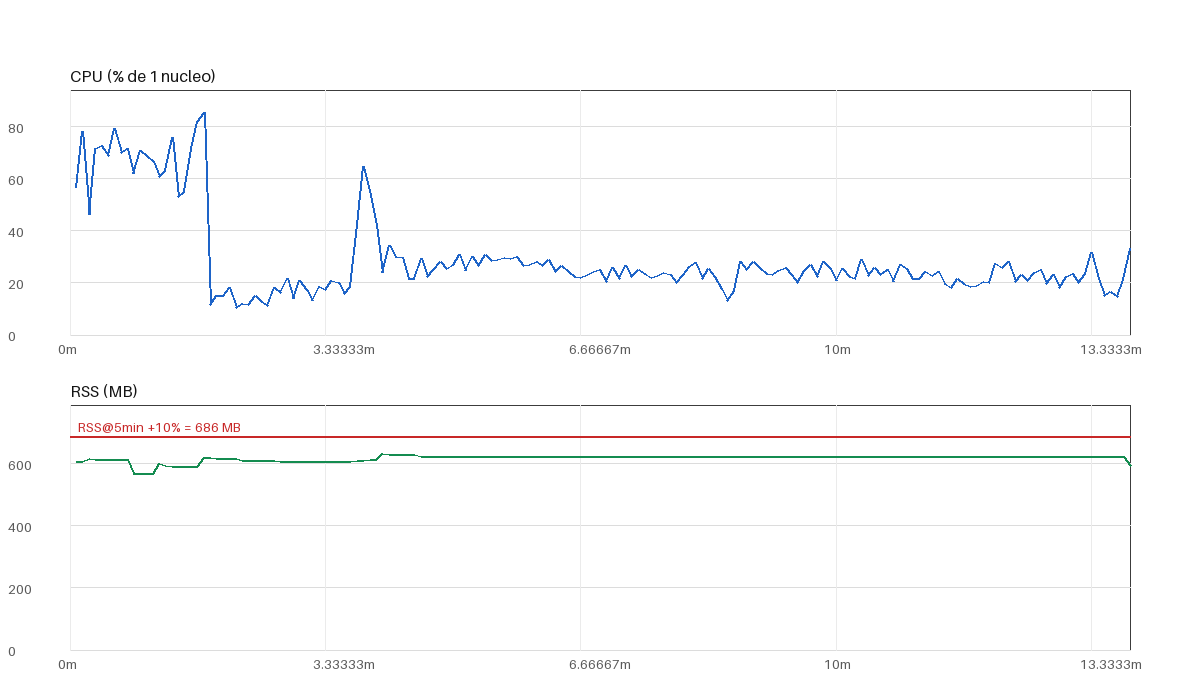 CPU (% de 1 nucleo)
80
60
40
20
0
0m 3.33333m 6.66667m 10m 13.3333m
RSS (MB)
RSS@5min +10% = 686 MB
600
400
200
0
0m 3.33333m 6.66667m 10m 13.3333m